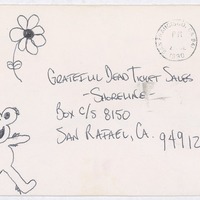 GRATEFUL DEAD TICKET SALES
-SHORELINE-
BOX C/S 8150
SAN RAFAEL, CA. 94912